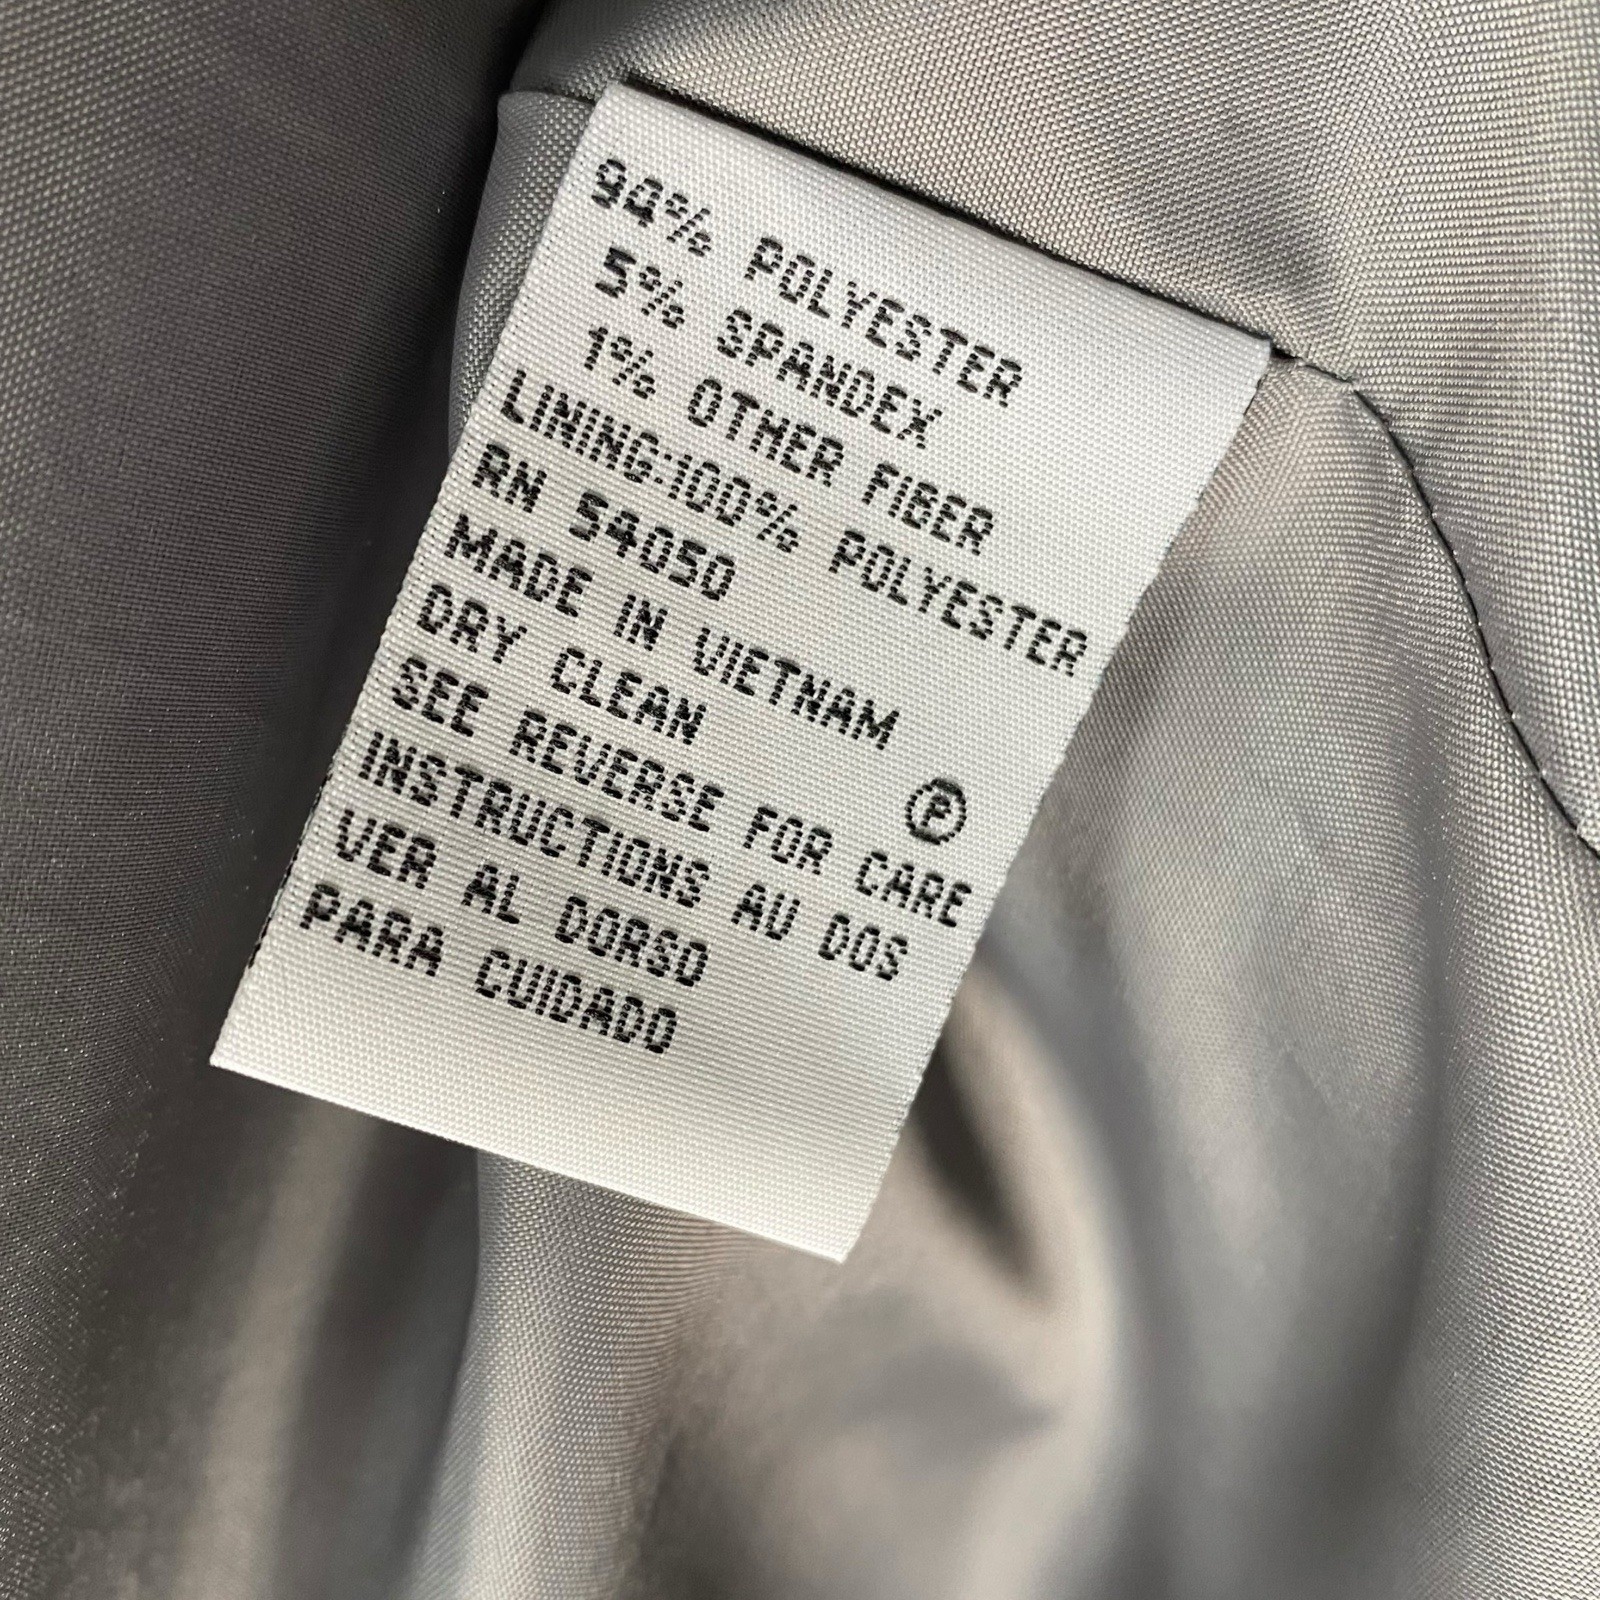 94% POLYESTER
5% SPANDEX
1% OTHER FIBER
LINING:100% POLYESTER
RN 54050
MADE IN VIETNAM
DRY CLEAN Ⓟ
SEE REVERSE FOR CARE
INSTRUCTIONS AU DOS
VER AL DORSO
PARA CUIDADO